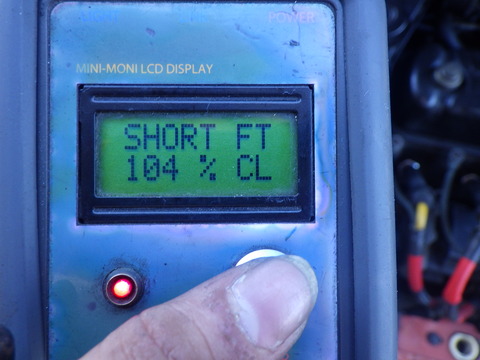 POWER
MINI-MONI LCD DISPLAY
SHORT FT
104 % CL